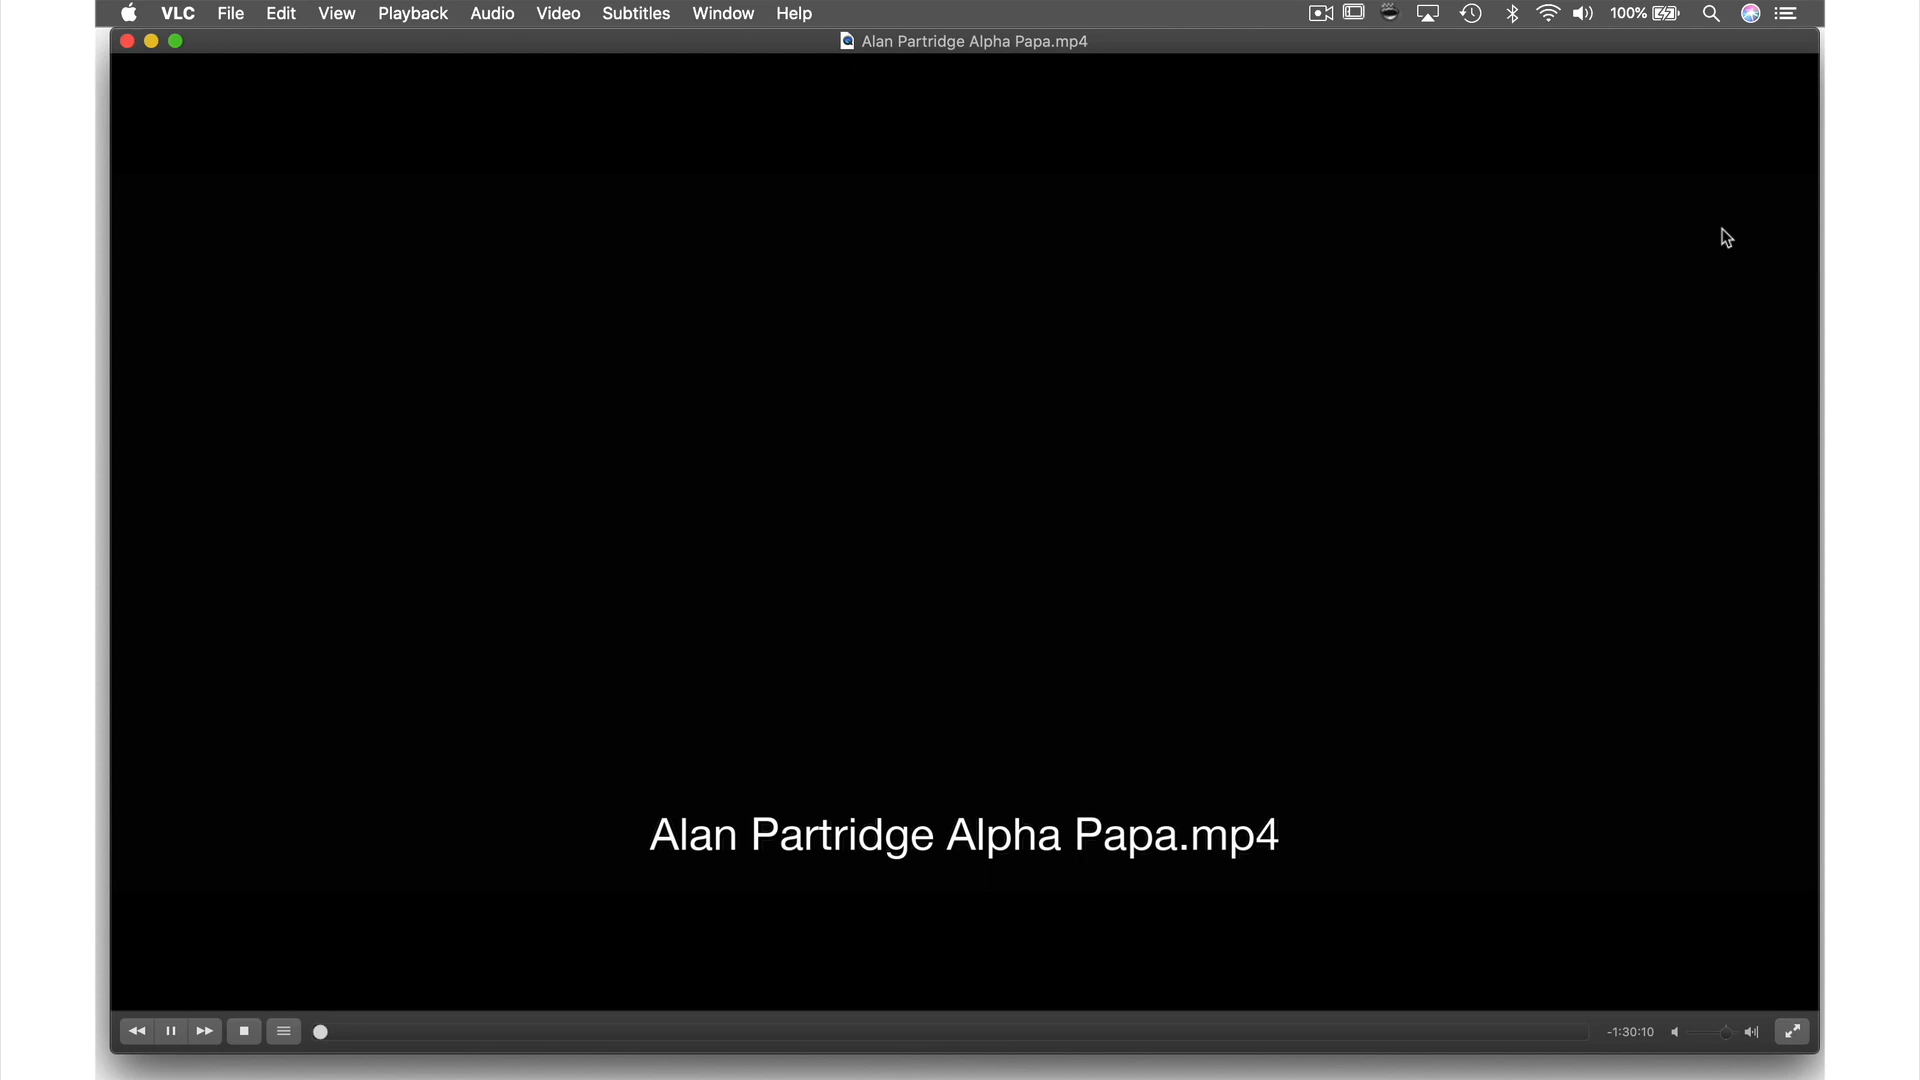 VLC File Edit View Playback Audio Video Subtitles Window Help 100%
Alan Partridge Alpha Papa.mp4
Alan Partridge Alpha Papa.mp4
-1:30:10